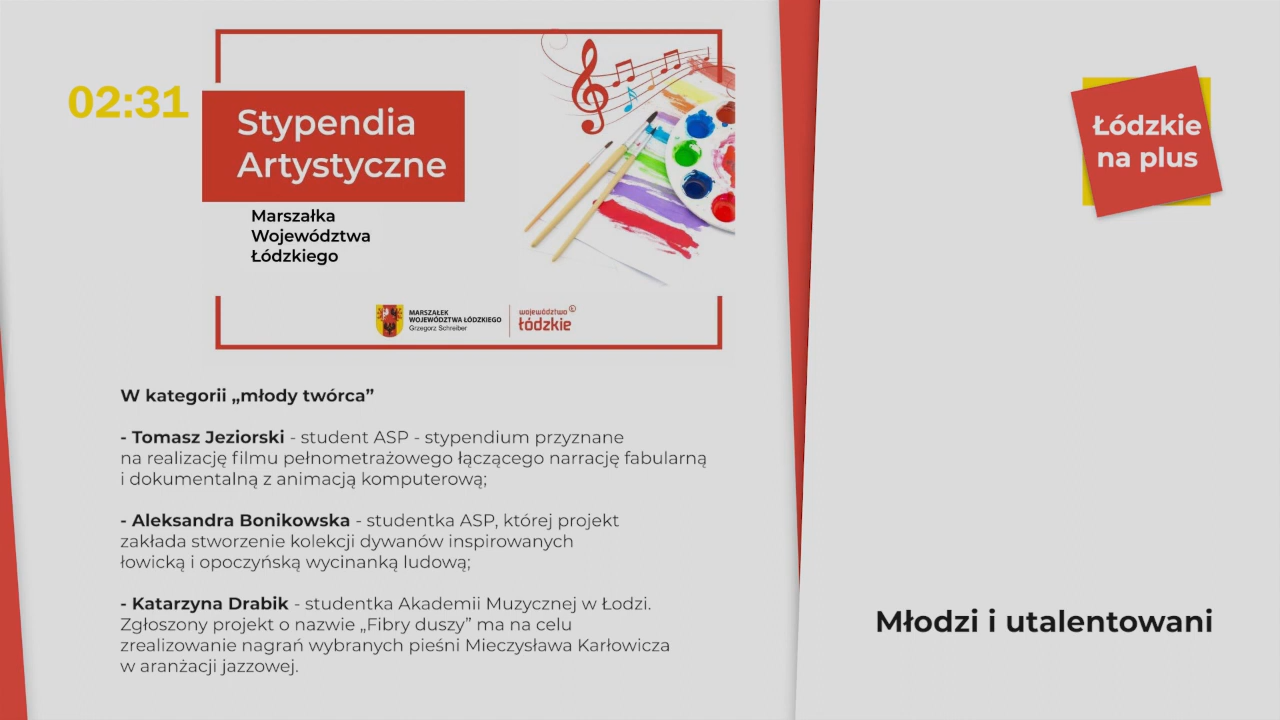 02:31
Stypendia
Artystyczne
Marszałka
Województwa
Łódzkiego
MARSZAŁEK
WOJEWÓDZTWA ŁÓDZKIEGO
Grzegorz Schreiber
województwo
łódzkie
W kategorii „młody twórca”
- Tomasz Jeziorski - student ASP - stypendium przyznane
na realizację filmu pełnometrażowego łączącego narrację fabularną
i dokumentalną z animacją komputerową;
- Aleksandra Bonikowska - studentka ASP, której projekt
zakłada stworzenie kolekcji dywanów inspirowanych
łowicką i opoczyńską wycinanką ludową;
- Katarzyna Drabik - studentka Akademii Muzycznej w Łodzi.
Zgłoszony projekt o nazwie „Fibry duszy” ma na celu
zrealizowanie nagrań wybranych pieśni Mieczysława Karłowicza
w aranżacji jazzowej.
Łódzkie
na plus
Młodzi i utalentowani